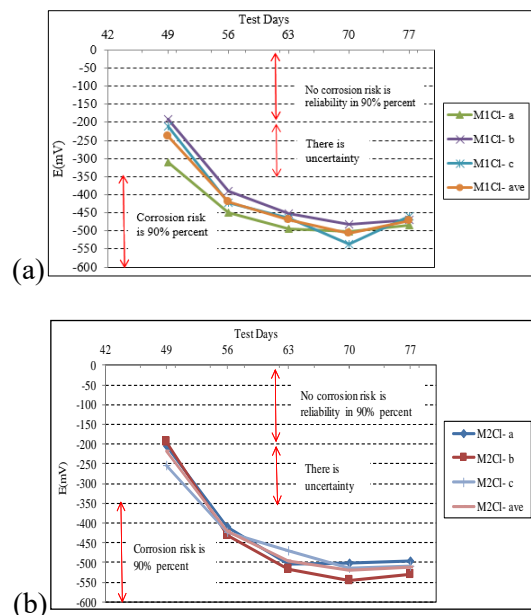 Test Days
42 49 56 63 70 77
0
-50
-100
-150
-200
-250
-300
-350
-400
-450
-500
-550
-600
E(mV)
No corrosion risk is
reliability in 90% percent
There is
uncertainty
Corrosion risk
is 90% percent
M1Cl- a
M1Cl- b
M1Cl- c
M1Cl- ave
(a)
Test Days
42 49 56 63 70 77
0
-50
-100
-150
-200
-250
-300
-350
-400
-450
-500
-550
-600
E(mV)
No corrosion risk is
reliability in 90% percent
There is
uncertainty
Corrosion risk is
90% percent
M2Cl- a
M2Cl- b
M2Cl- c
M2Cl- ave
(b)